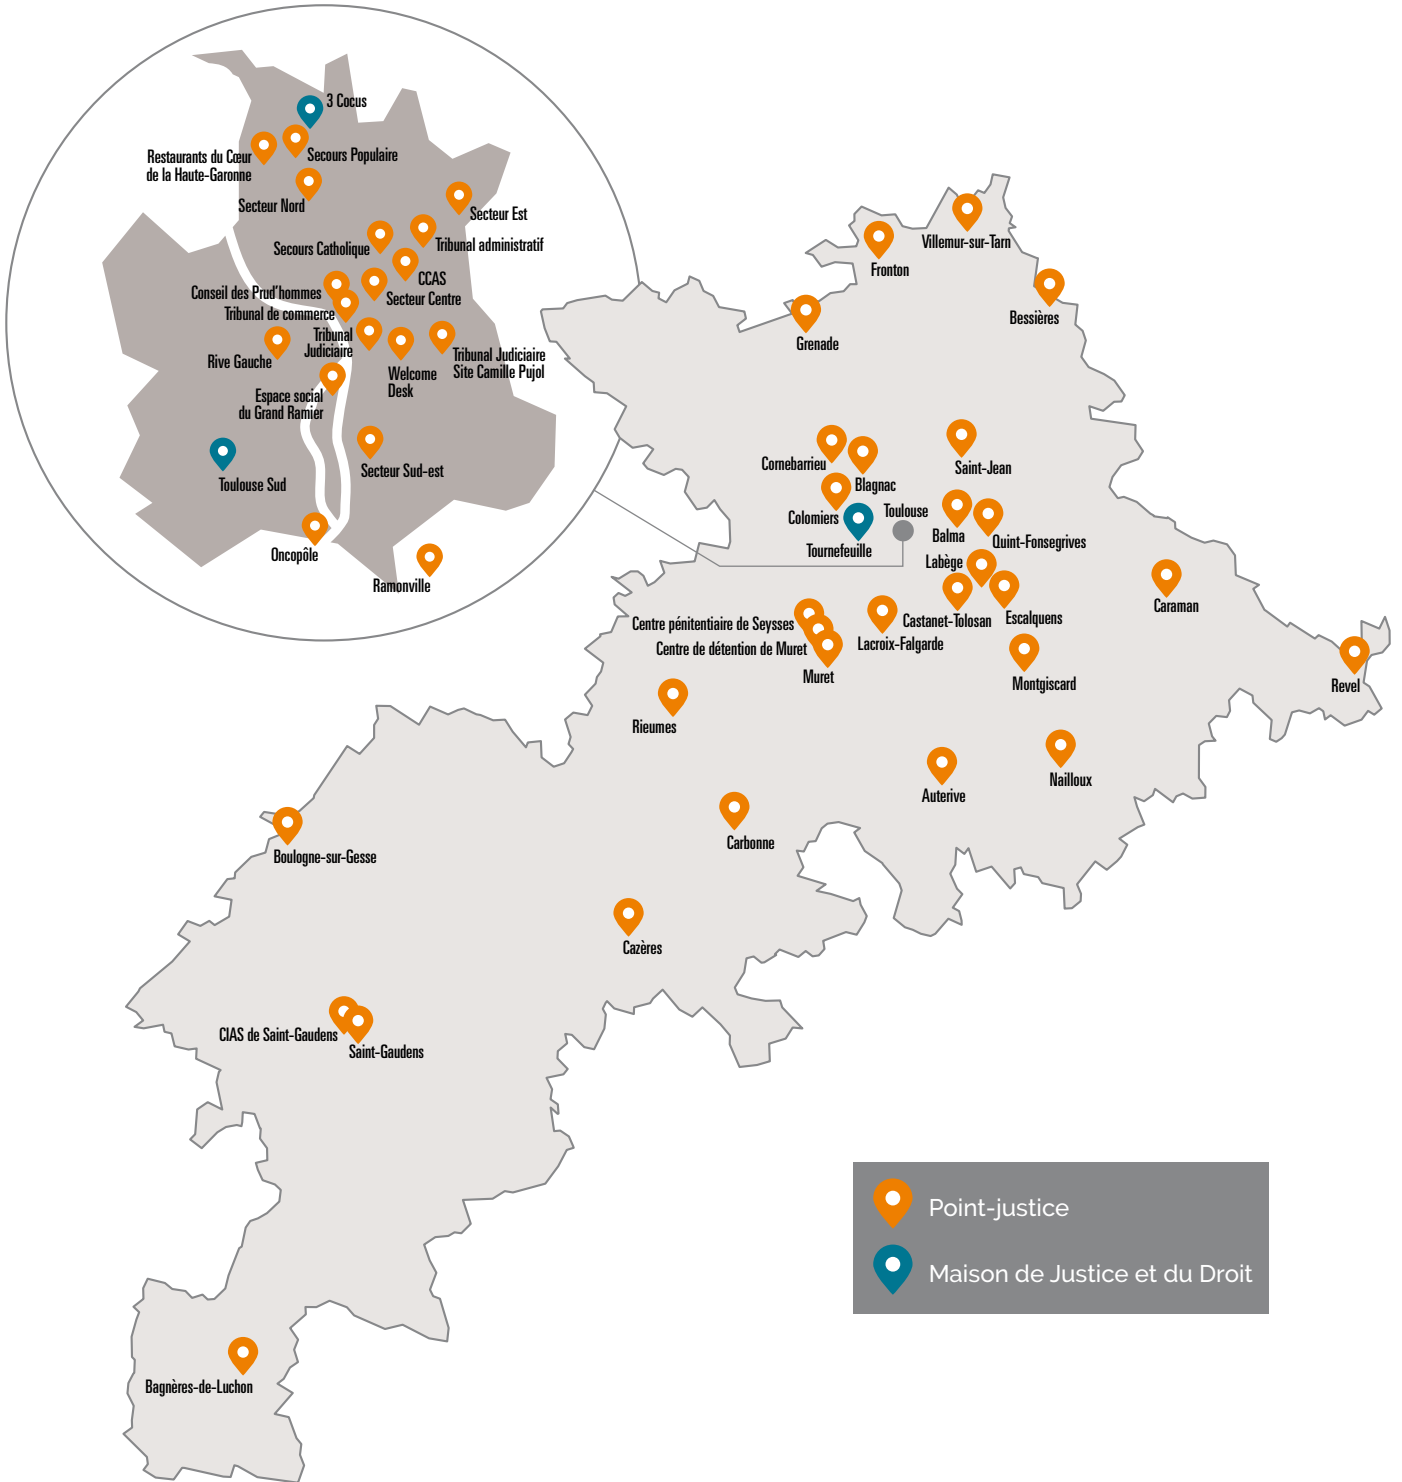 3 Cocus
Restaurants du Cœur
de la Haute-Garonne
Secours Populaire
Secteur Nord
Secteur Est
Secours Catholique
Tribunal administratif
CCAS
Conseil des Prud'hommes
Secteur Centre
Tribunal de commerce
Tribunal
Judiciaire
Rive Gauche
Welcome
Desk
Tribunal Judiciaire
Site Camille Pujol
Espace social
du Grand Ramier
Secteur Sud-est
Toulouse Sud
Oncopôle
Ramonville
Villemur-sur-Tarn
Fronton
Bessières
Grenade
Cornebarrieu
Blagnac
Saint-Jean
Colomiers
Toulouse
Tournefeuille
Balma
Quint-Fonsegrives
Labège
Escalquens
Castanet-Tolosan
Caraman
Centre pénitentiaire de Seysses
Lacroix-Falgarde
Centre de détention de Muret
Muret
Montgiscard
Revel
Rieumes
Nailloux
Auterive
Carbonne
Boulogne-sur-Gesse
Cazères
CIAS de Saint-Gaudens
Saint-Gaudens
Bagnères-de-Luchon
Point-justice
Maison de Justice et du Droit